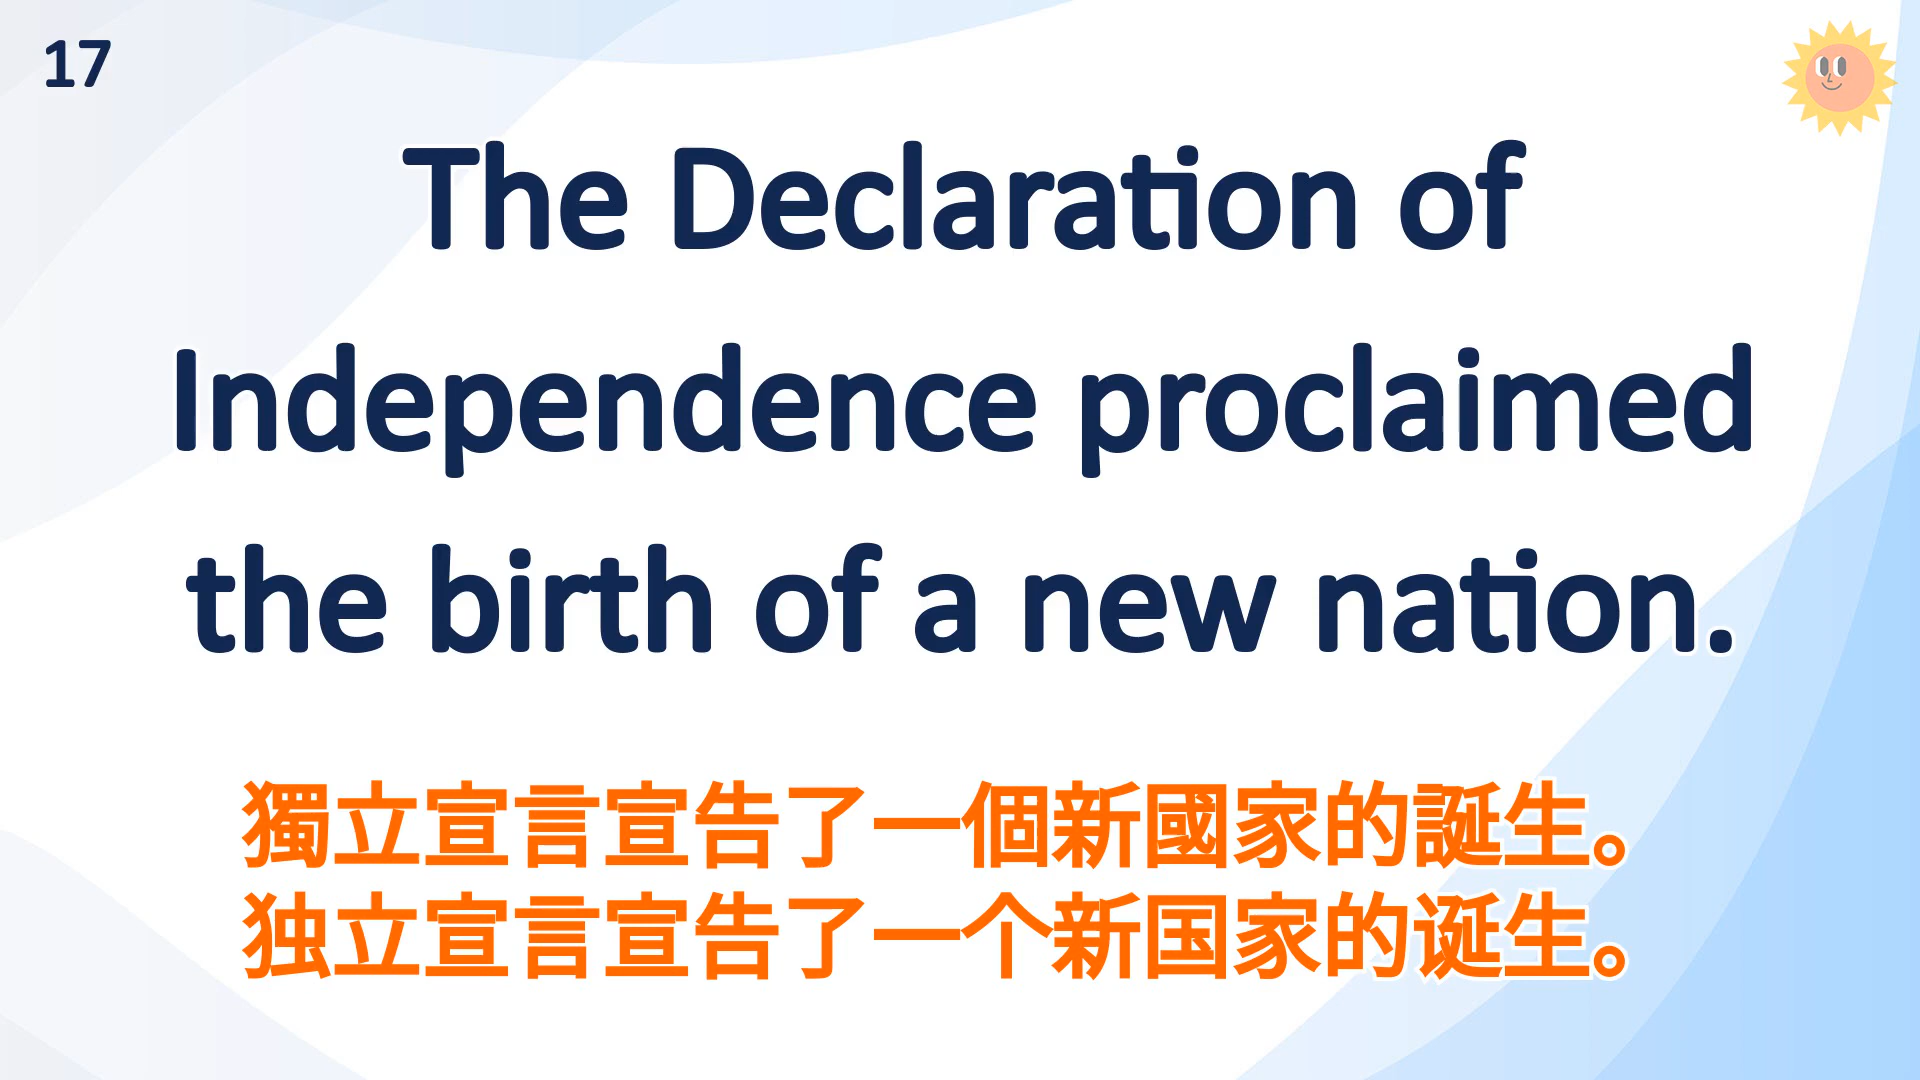 17
The Declaration of
Independence proclaimed
the birth of a new nation.
獨立宣言宣告了一個新國家的誕生。
独立宣言宣告了一个新国家的诞生。